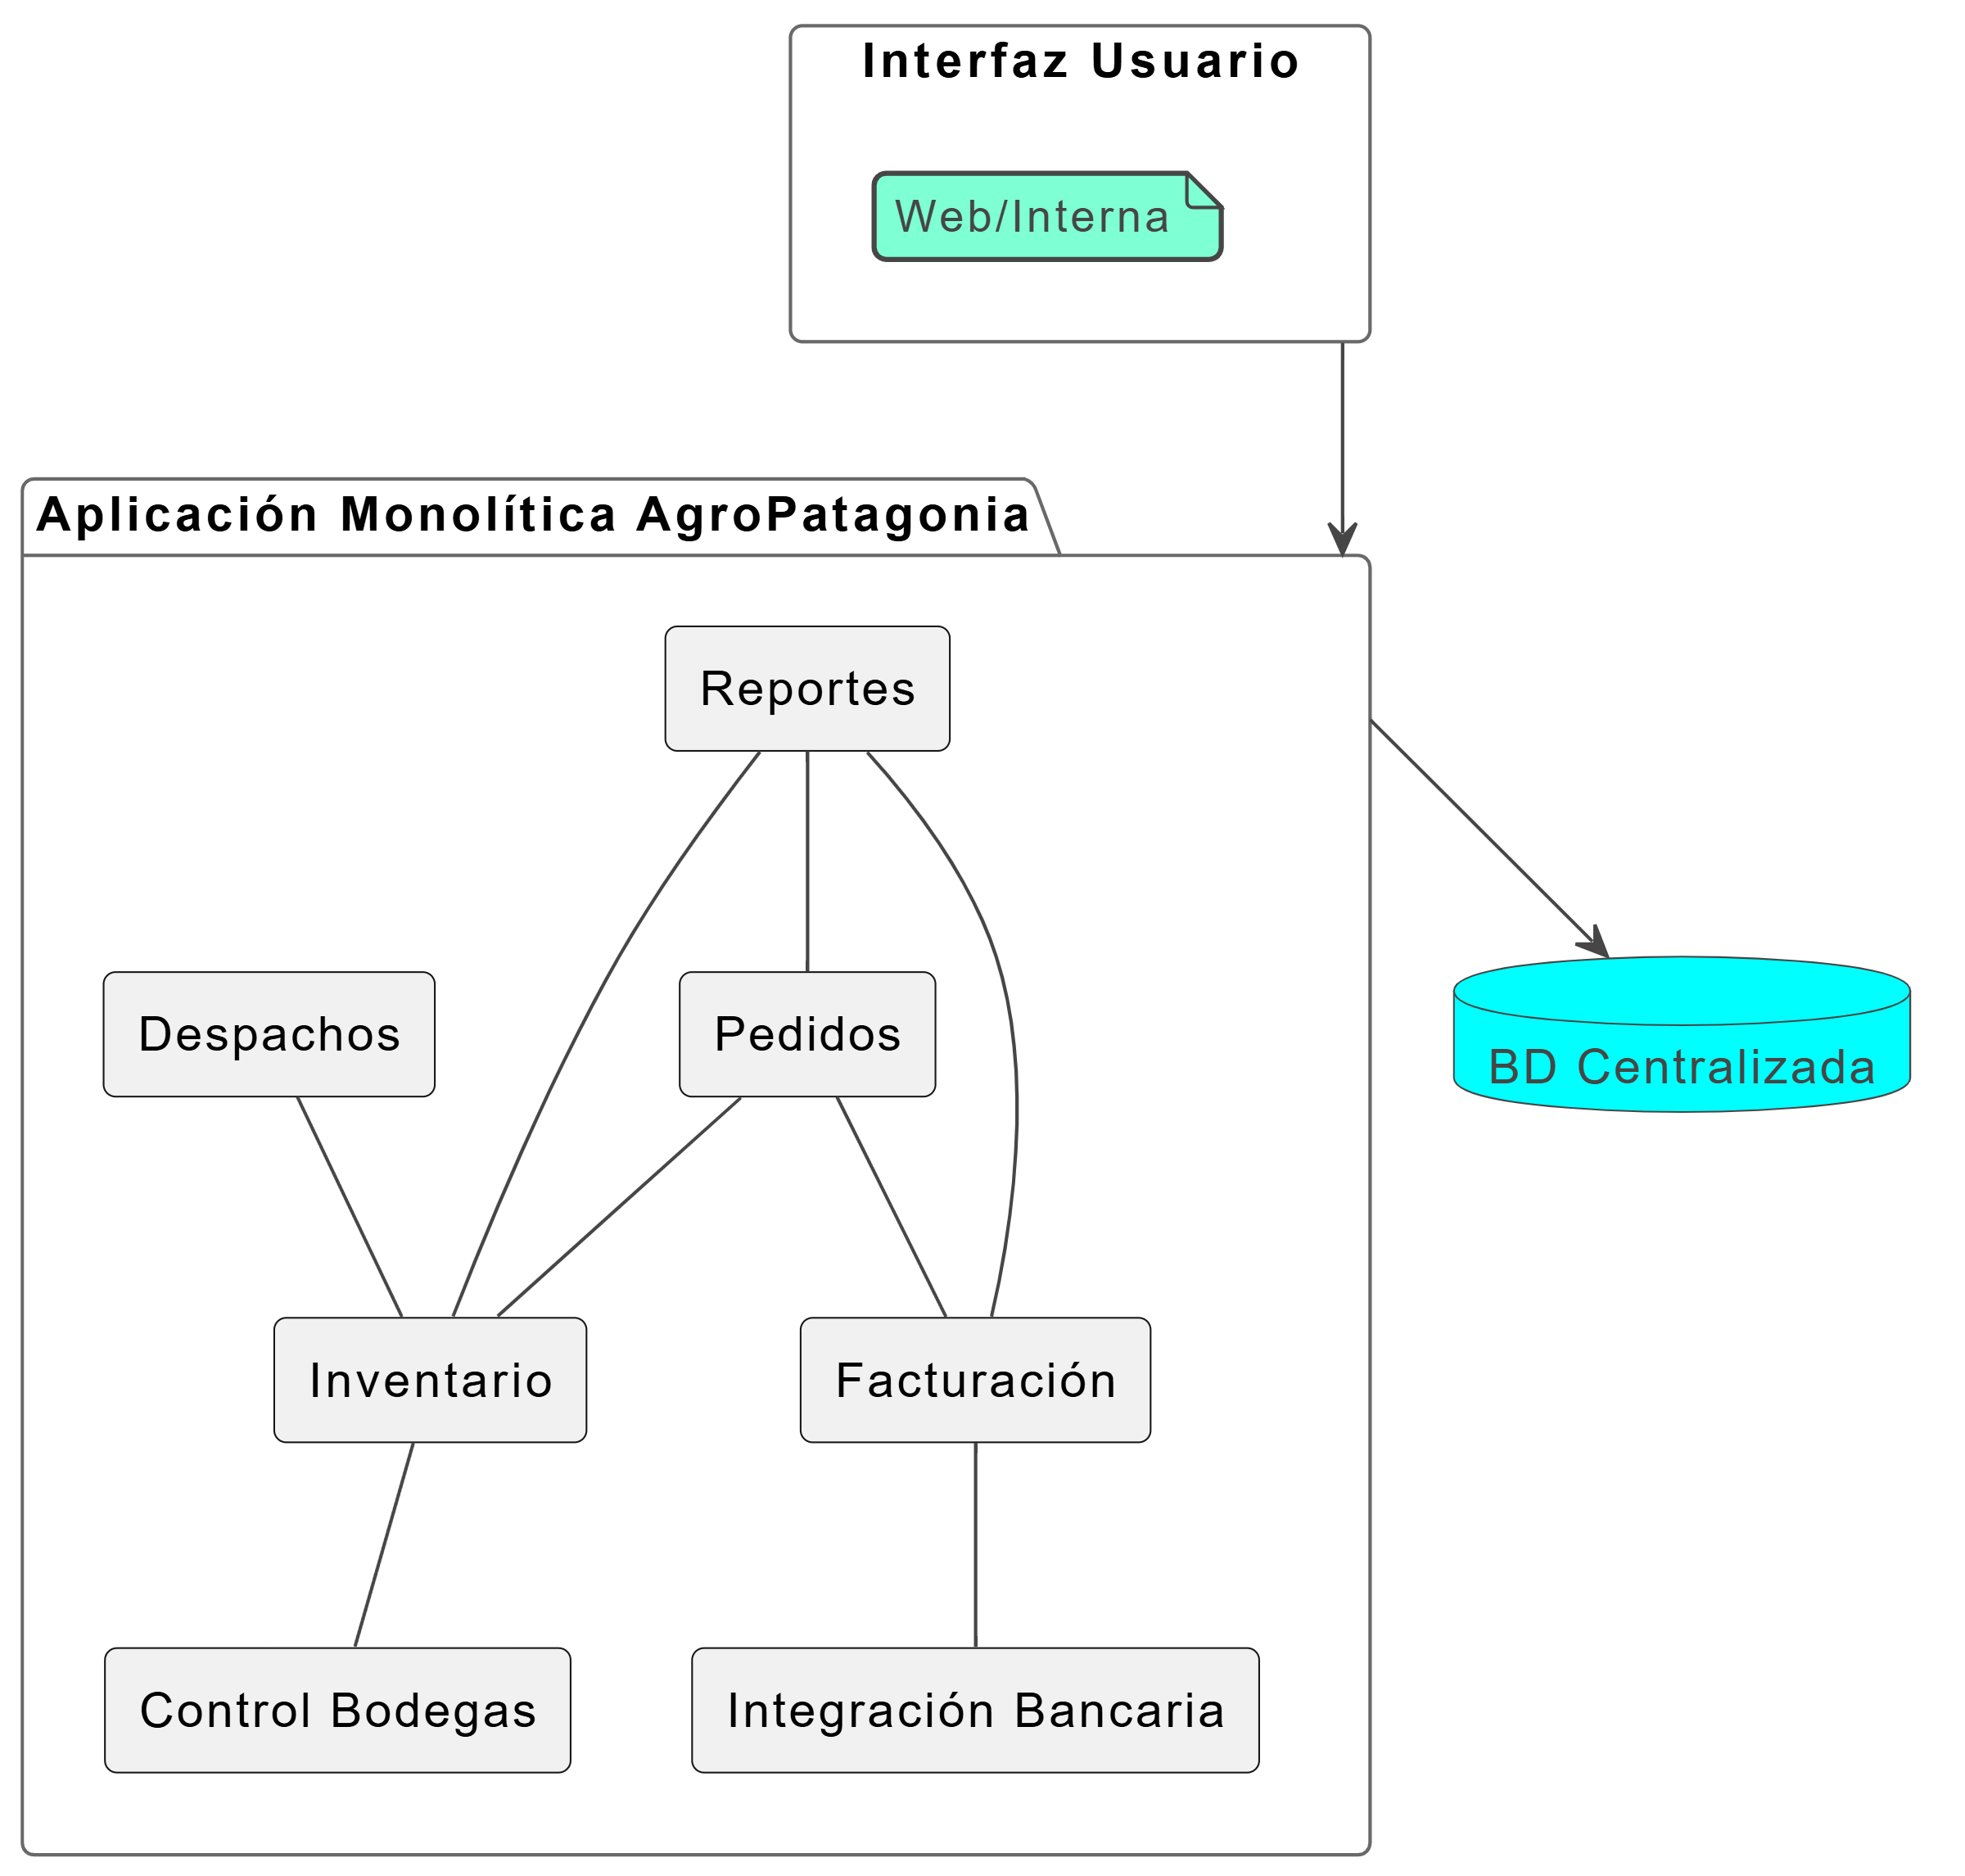 Interfaz Usuario
Web/Interna
Aplicación Monolítica AgroPatagonia
Reportes
Despachos
Pedidos
BD Centralizada
Inventario
Facturación
Control Bodegas
Integración Bancaria